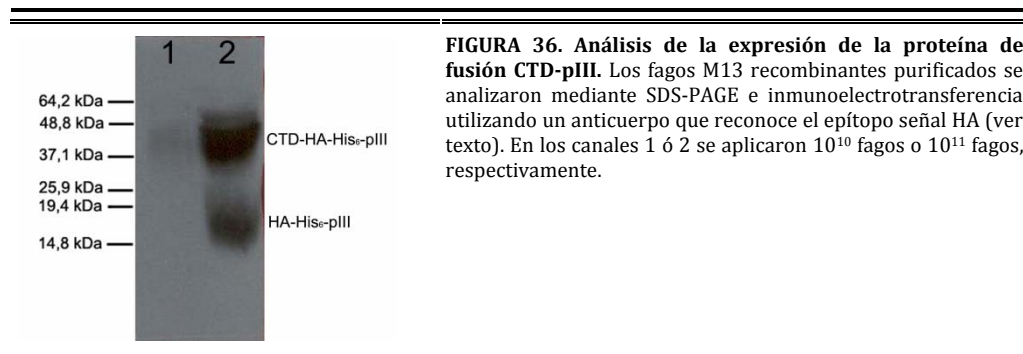 1 2
64,2 kDa
48,8 kDa
37,1 kDa
25,9 kDa
19,4 kDa
14,8 kDa
CTD-HA-His₆-pIII
HA-His₆-pIII
FIGURA 36. Análisis de la expresión de la proteína de
fusión CTD-pIII. Los fagos M13 recombinantes purificados se
analizaron mediante SDS-PAGE e inmunoelectrotransferencia
utilizando un anticuerpo que reconoce el epítopo señal HA (ver
texto). En los canales 1 ó 2 se aplicaron 10¹⁰ fagos o 10¹¹ fagos,
respectivamente.